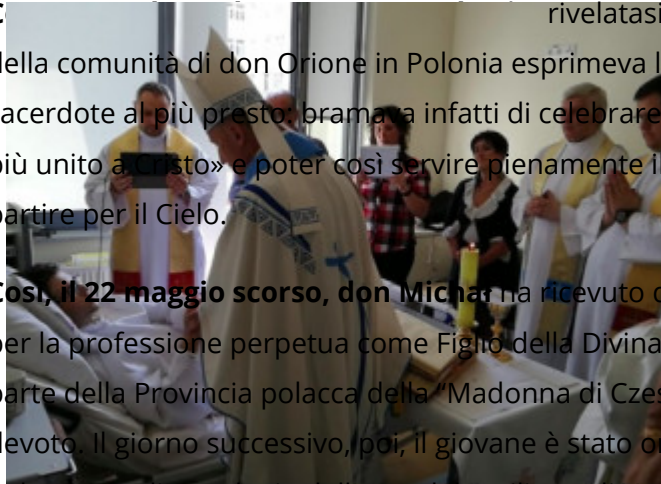 rivelatasi
della comunità di don Orione in Polonia esprimeva l
acerdote al più presto: bramava infatti di celebrare
più unito a Cristo» e poter così servire pienamente i
partire per il Cielo.
Così, il 22 maggio scorso, don Michał ha ricevuto
per la professione perpetua come Figlio della Divina
parte della Provincia polacca della "Madonna di Czes
devoto. Il giorno successivo, poi, il giovane è stato or